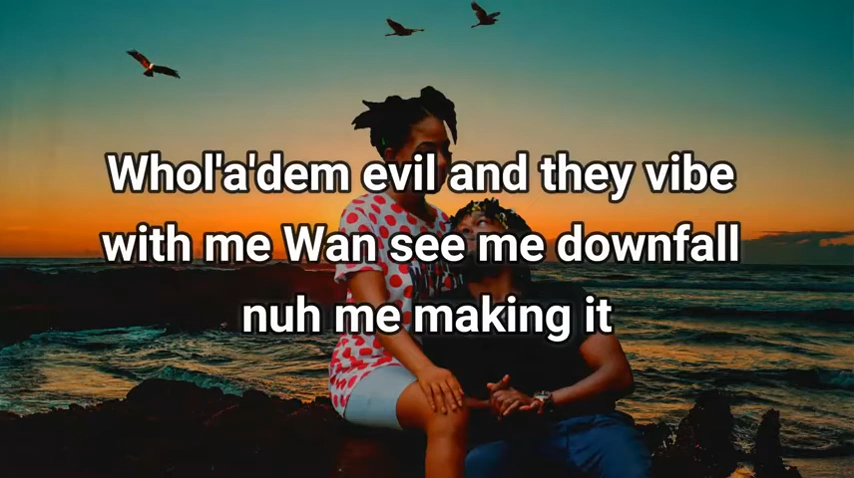 Whol'a'dem evil and they vibe
with me Wan see me downfall
nuh me making it